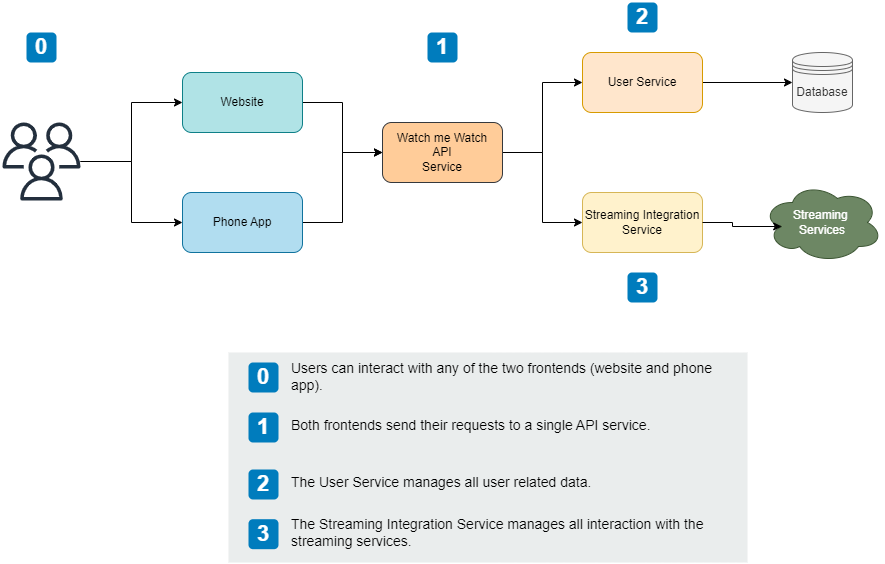 0
1
2
Website
Phone App
Watch me Watch
API
Service
User Service
Database
Streaming Integration
Service
Streaming
Services
3
0 Users can interact with any of the two frontends (website and phone
app).
1 Both frontends send their requests to a single API service.
2 The User Service manages all user related data.
3 The Streaming Integration Service manages all interaction with the
streaming services.